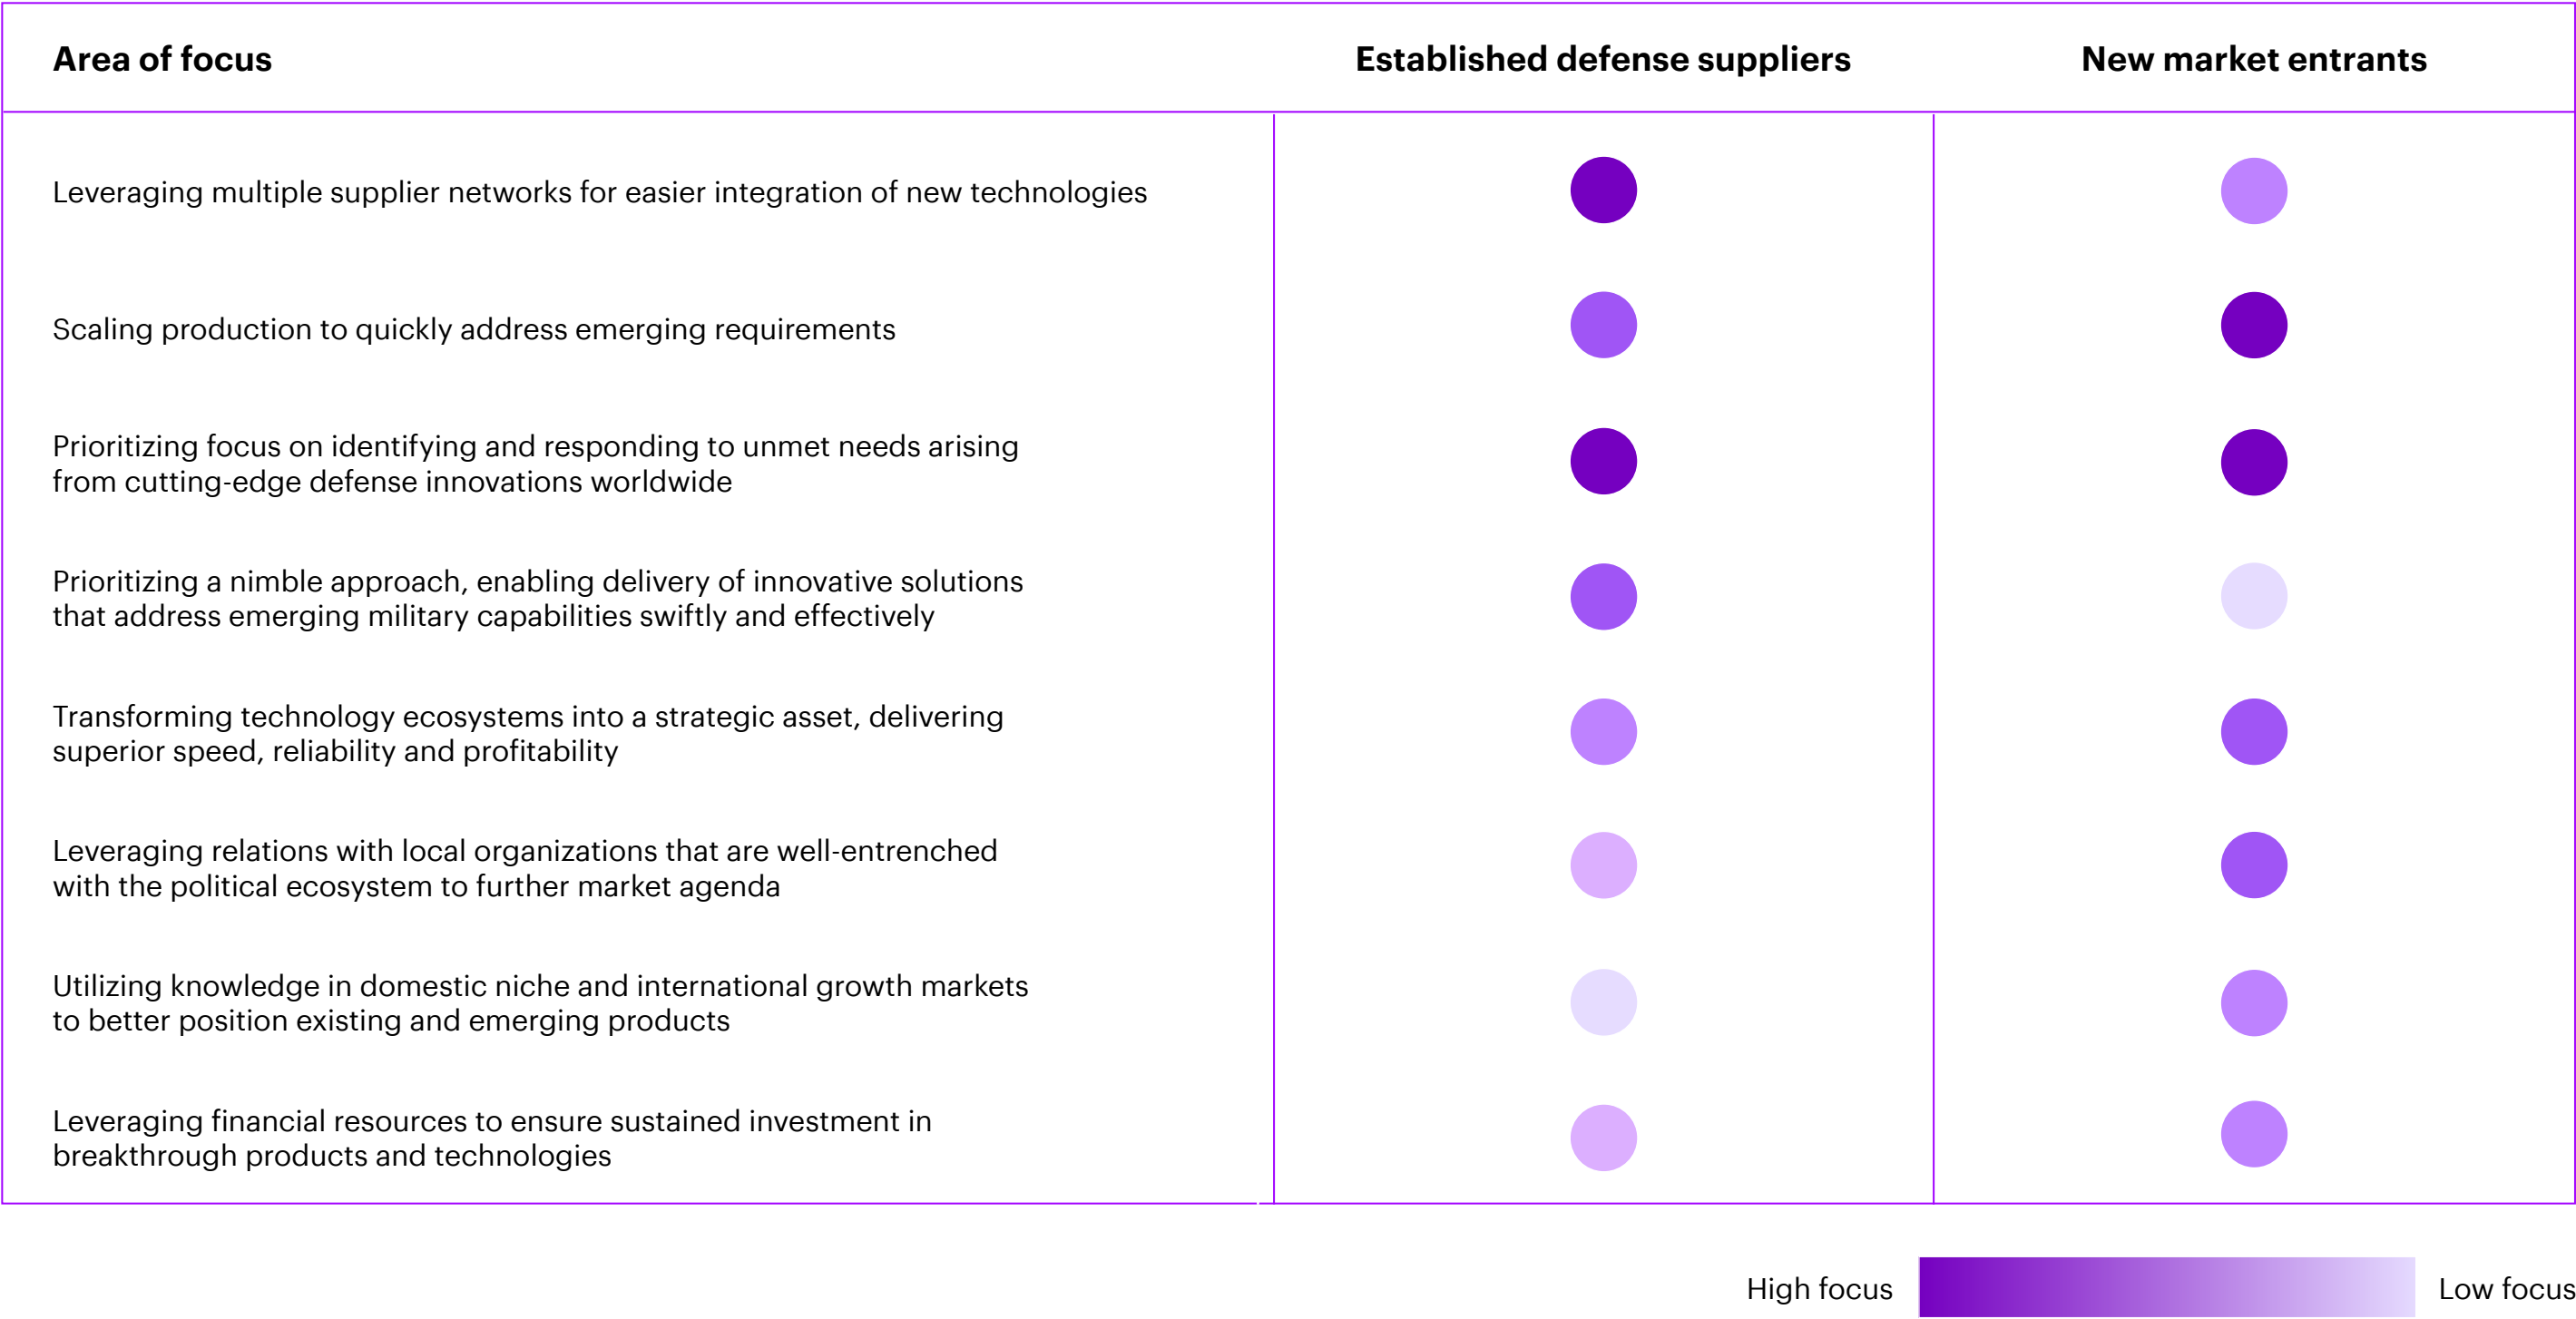 Area of focus
Established defense suppliers
New market entrants
Leveraging multiple supplier networks for easier integration of new technologies
Scaling production to quickly address emerging requirements
Prioritizing focus on identifying and responding to unmet needs arising
from cutting-edge defense innovations worldwide
Prioritizing a nimble approach, enabling delivery of innovative solutions
that address emerging military capabilities swiftly and effectively
Transforming technology ecosystems into a strategic asset, delivering
superior speed, reliability and profitability
Leveraging relations with local organizations that are well-entrenched
with the political ecosystem to further market agenda
Utilizing knowledge in domestic niche and international growth markets
to better position existing and emerging products
Leveraging financial resources to ensure sustained investment in
breakthrough products and technologies
High focus
Low focus